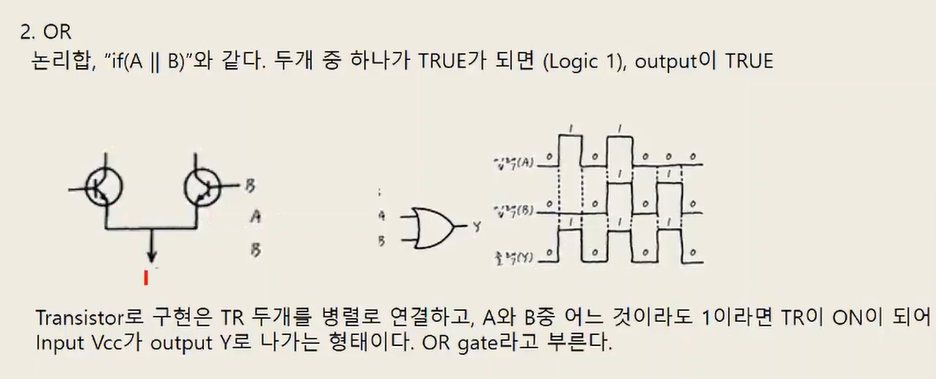 2. OR
논리합, "if(A || B)"와 같다. 두개 중 하나가 TRUE가 되면 (Logic 1), output이 TRUE
1 1
입력(A) 0 0 0 0 0
1 1
입력(B) 0 0 0
1 1 1
출력(Y) 0 0 0 0
B
A
B
A
B
Y
I
Transistor로 구현은 TR 두개를 병렬로 연결하고, A와 B중 어느 것이라도 1이라면 TR이 ON이 되어
Input Vcc가 output Y로 나가는 형태이다. OR gate라고 부른다.